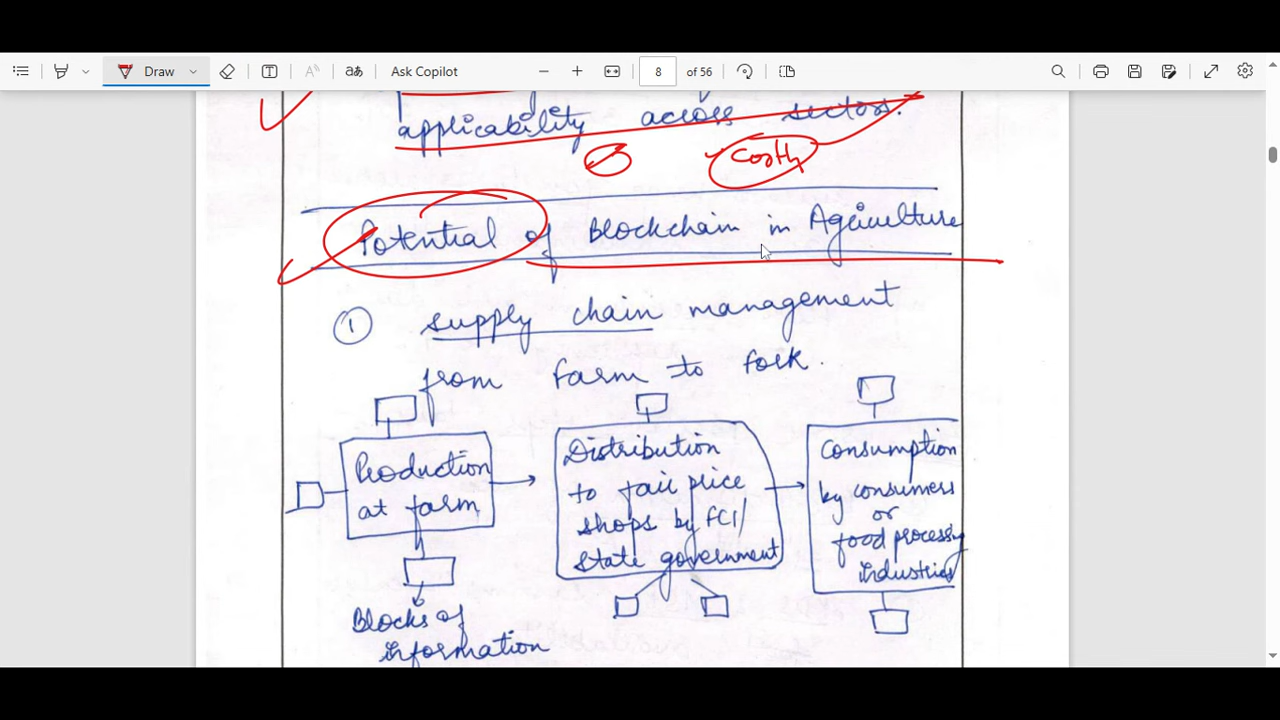 Draw
Ask Copilot
8 of 56
applicability across sectors.
Costly
Potential of Blockchain in Agriculture
① Supply chain management
from farm to fork.
Production
at farm
Blocks of
information
Distribution
to fair price
shops by FCI/
State government
Consumption
by consumers
or
food processing
industries